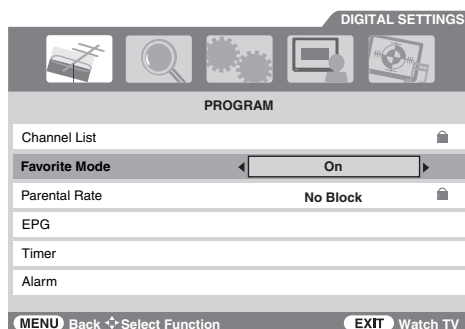 DIGITAL SETTINGS
PROGRAM
Channel List
Favorite Mode On
Parental Rate No Block
EPG
Timer
Alarm
MENU Back Select Function EXIT Watch TV